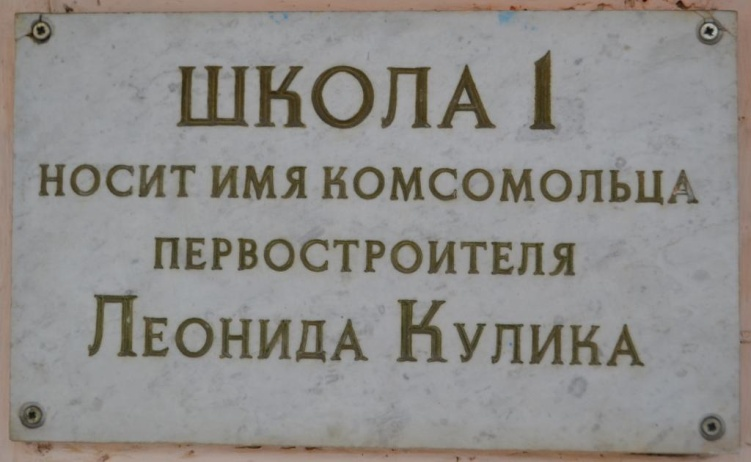 ШКОЛА 1
НОСИТ ИМЯ КОМСОМОЛЬЦА
ПЕРВОСТРОИТЕЛЯ
ЛЕОНИДА КУЛИКА